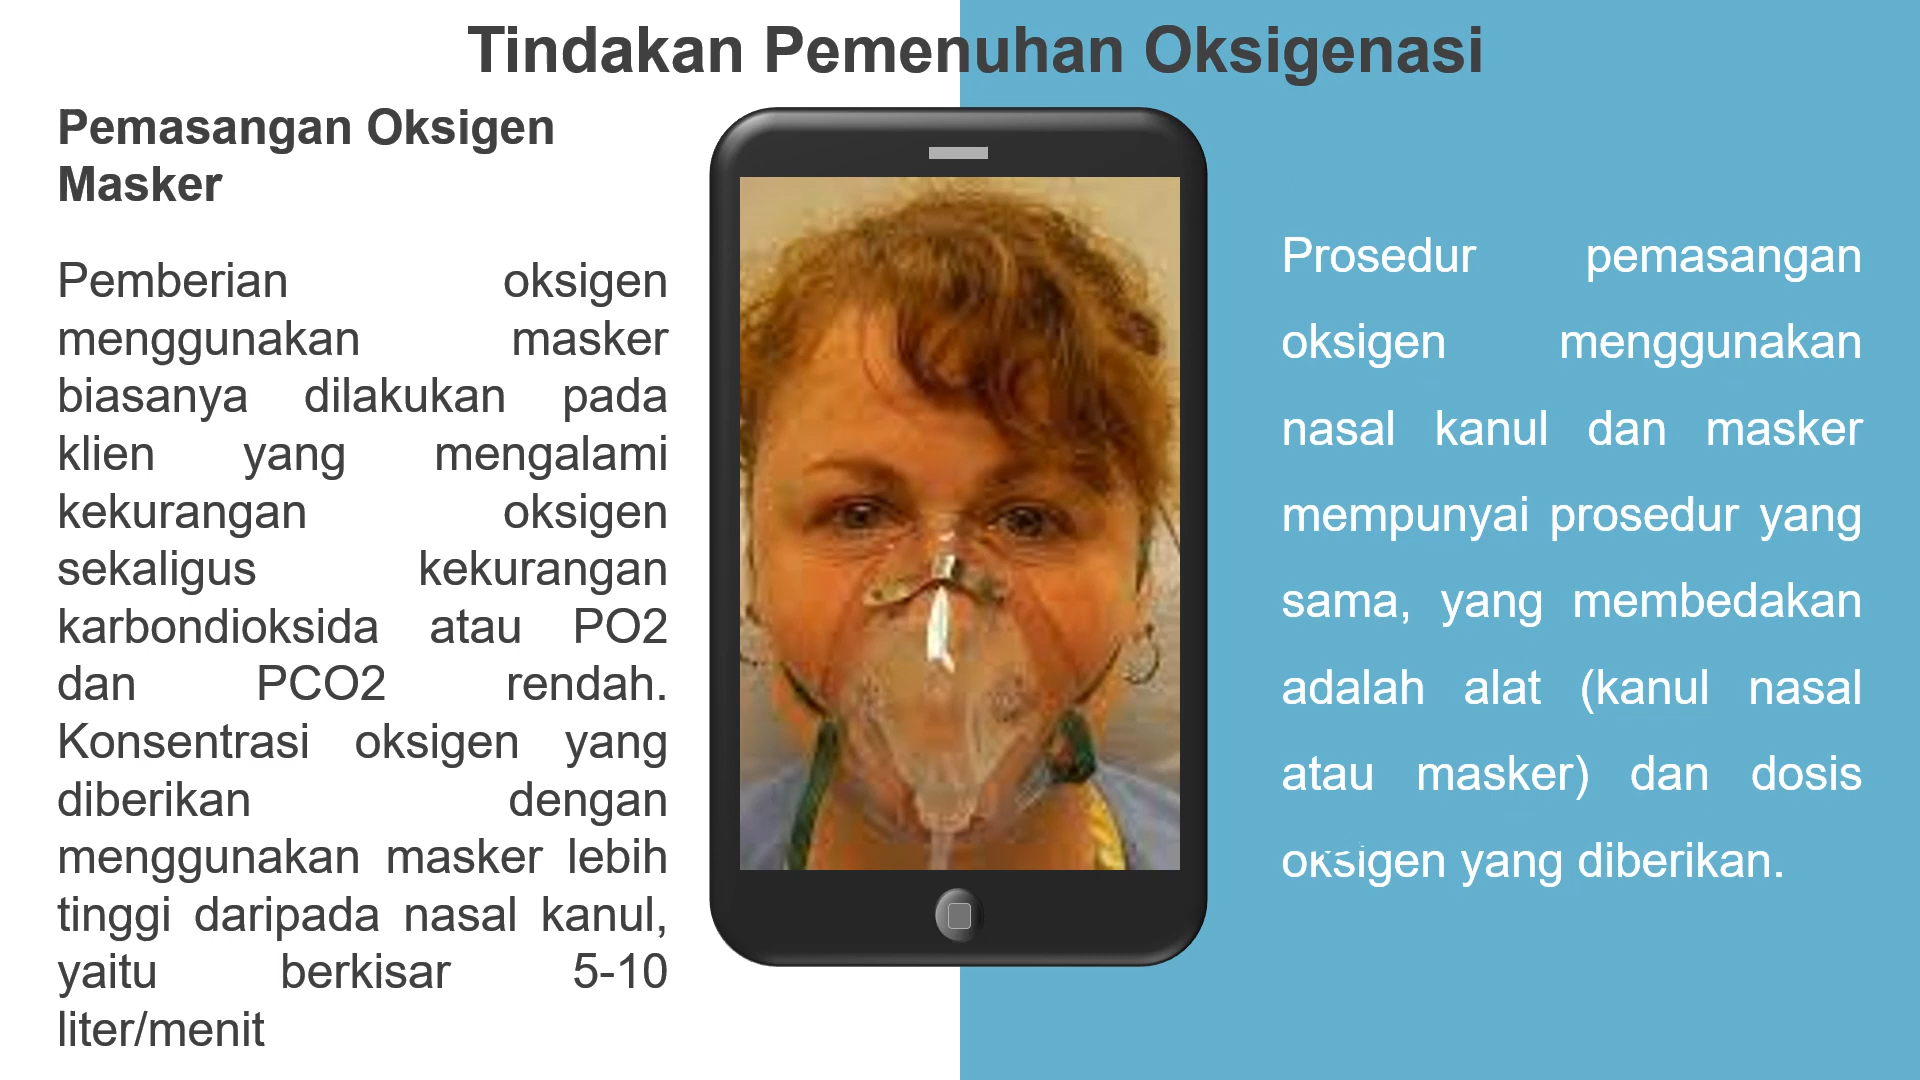 Tindakan Pemenuhan Oksigenasi
Pemasangan Oksigen
Masker
Pemberian oksigen
menggunakan masker
biasanya dilakukan pada
klien yang mengalami
kekurangan oksigen
sekaligus kekurangan
karbondioksida atau PO2
dan PCO2 rendah.
Konsentrasi oksigen yang
diberikan dengan
menggunakan masker lebih
tinggi daripada nasal kanul,
yaitu berkisar 5-10
liter/menit
Prosedur pemasangan
oksigen menggunakan
nasal kanul dan masker
mempunyai prosedur yang
sama, yang membedakan
adalah alat (kanul nasal
atau masker) dan dosis
oksigen yang diberikan.